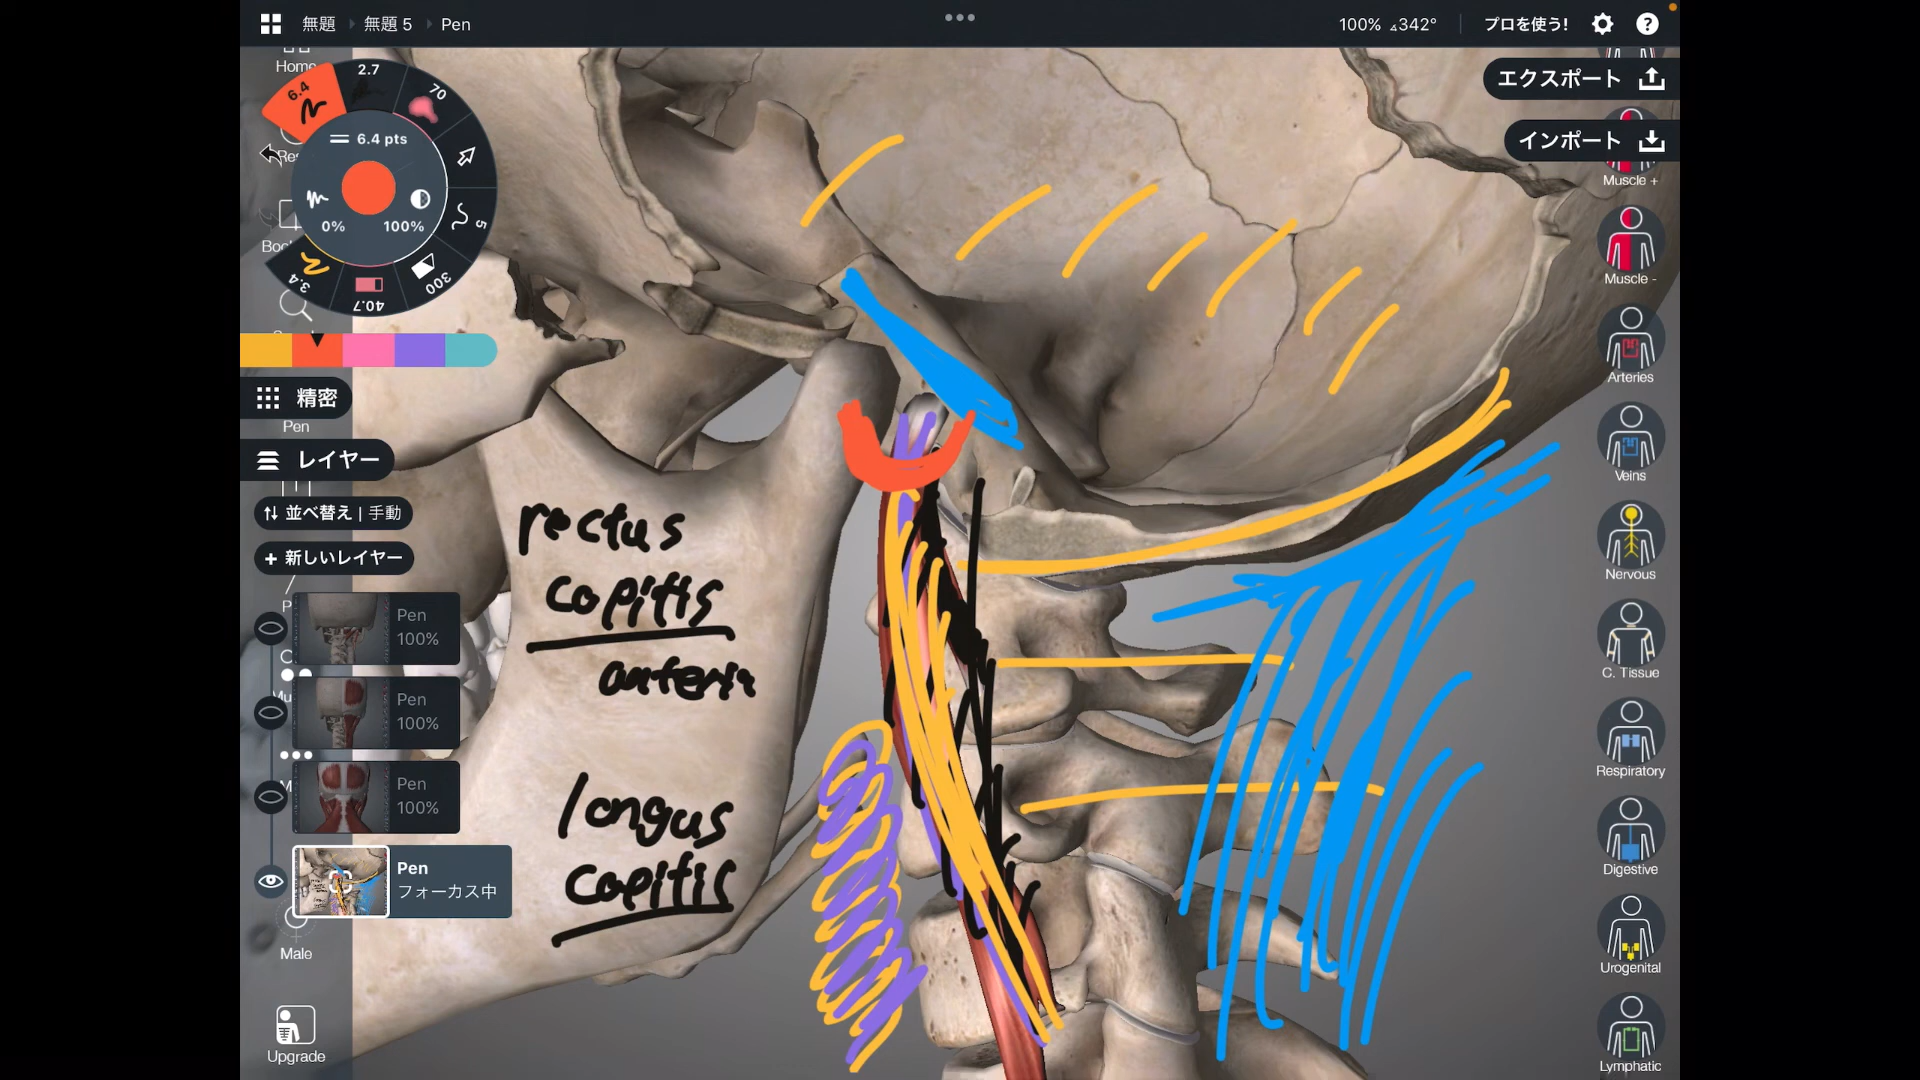 無題 無題 5 Pen
100% ⊿342°
プロを使う!
エクスポート
インポート
Home
2.7
6.4
70
6.4 pts
0% 100%
5
300
40.7
3.4
精密
Pen
レイヤー
並べ替え | 手動
+ 新しいレイヤー
Pen
100%
Pen
100%
Pen
100%
Pen
フォーカス中
Male
Upgrade
rectus
capitis
anterior
longus
capitis
Muscle +
Muscle -
Arteries
Veins
Nervous
C. Tissue
Respiratory
Digestive
Urogenital
Lymphatic